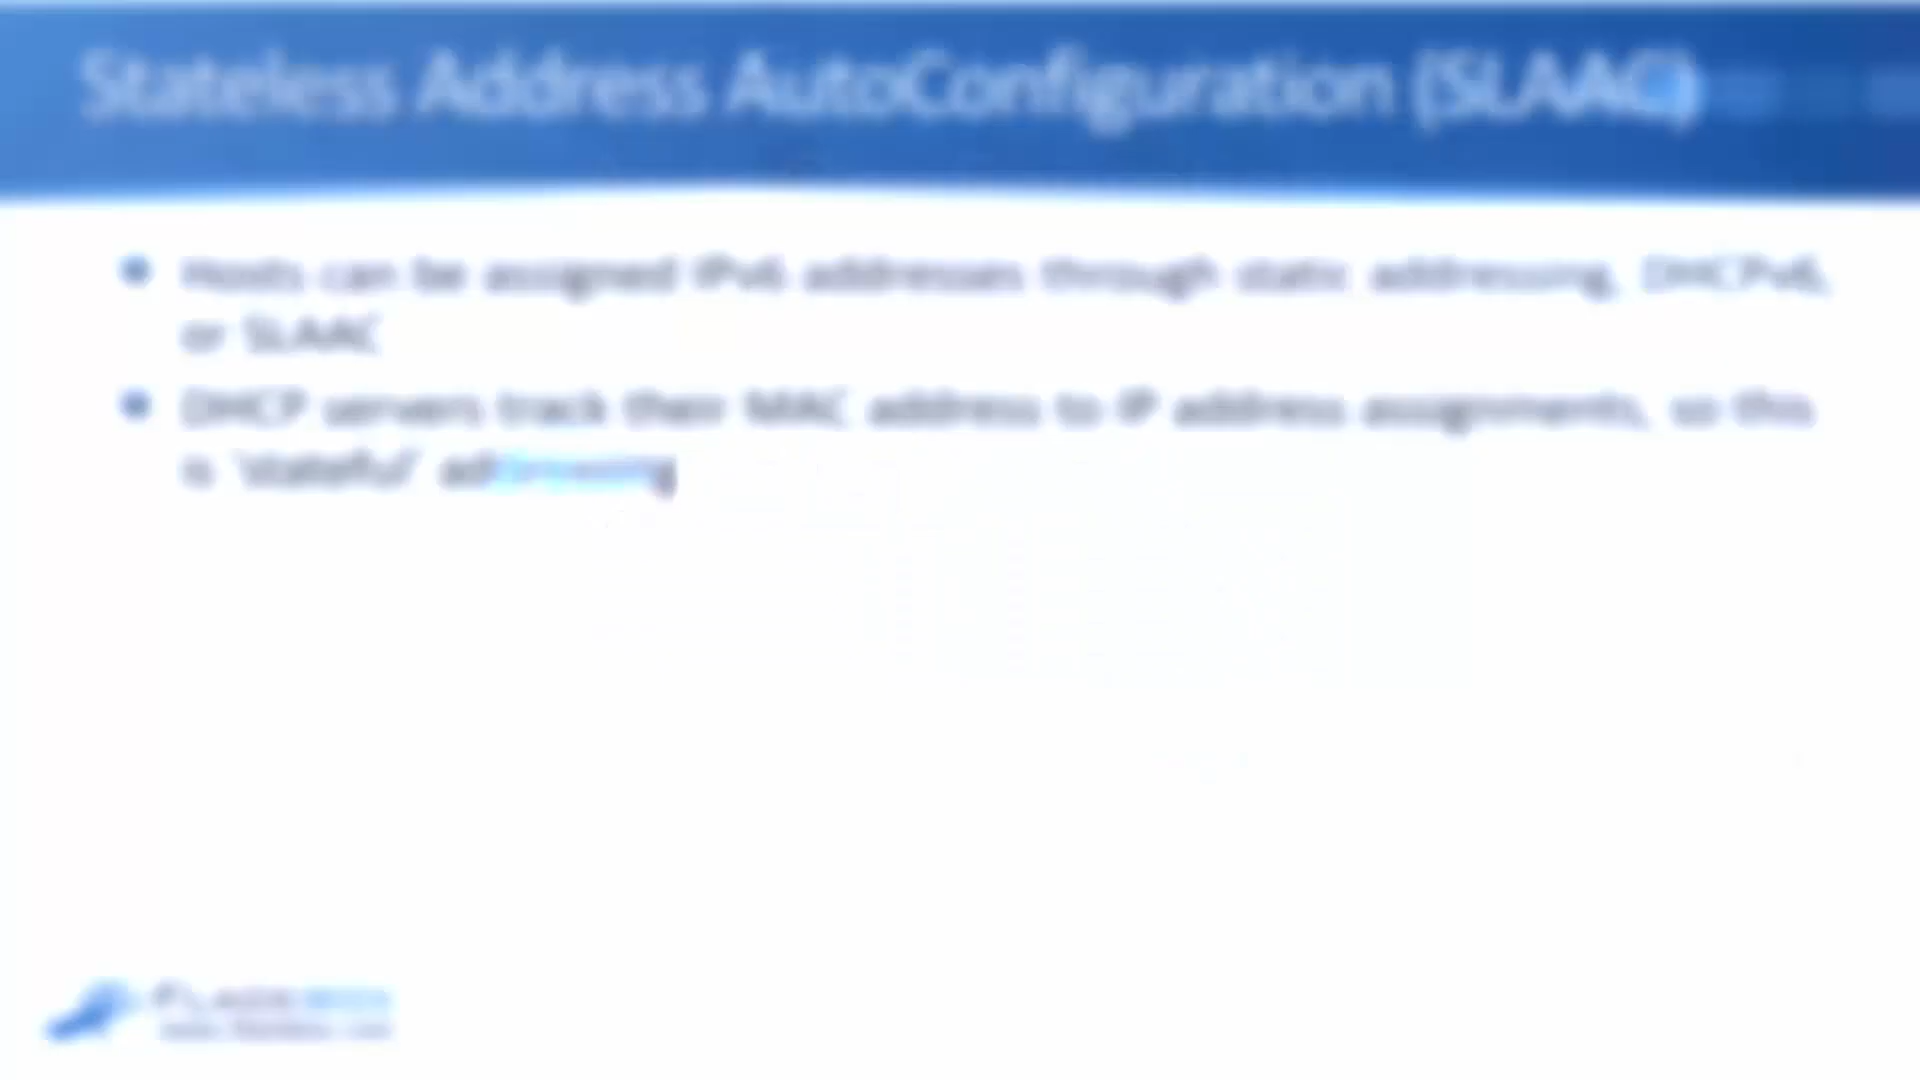 Stateless Address AutoConfiguration (SLAAC)
Hosts can be assigned IPv6 addresses through static addressing, DHCPv6,
or SLAAC
DHCP servers track their MAC address to IP address assignments, so this
is 'stateful' addressing